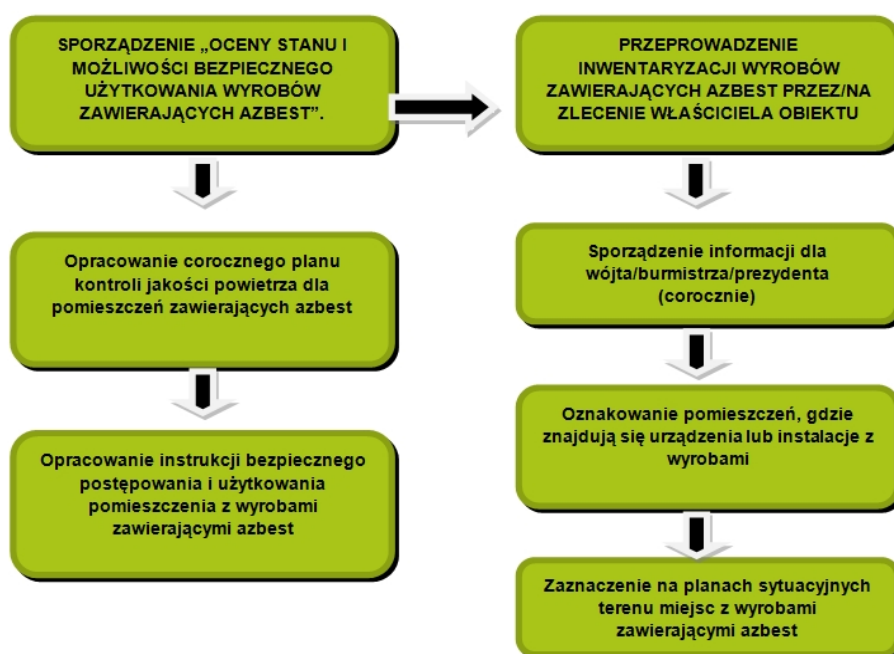 SPORZĄDZENIE „OCENY STANU I
MOŻLIWOŚCI BEZPIECZNEGO
UŻYTKOWANIA WYROBÓW
ZAWIERAJĄCYCH AZBEST”.
PRZEPROWADZENIE
INWENTARYZACJI WYROBÓW
ZAWIERAJĄCYCH AZBEST PRZEZ/NA
ZLECENIE WŁAŚCICIELA OBIEKTU
Opracowanie corocznego planu
kontroli jakości powietrza dla
pomieszczeń zawierających azbest
Sporządzenie informacji dla
wójta/burmistrza/prezydenta
(corocznie)
Opracowanie instrukcji bezpiecznego
postępowania i użytkowania
pomieszczenia z wyrobami
zawierającymi azbest
Oznakowanie pomieszczeń, gdzie
znajdują się urządzenia lub instalacje z
wyrobami
Zaznaczenie na planach sytuacyjnych
terenu miejsc z wyrobami
zawierającymi azbest